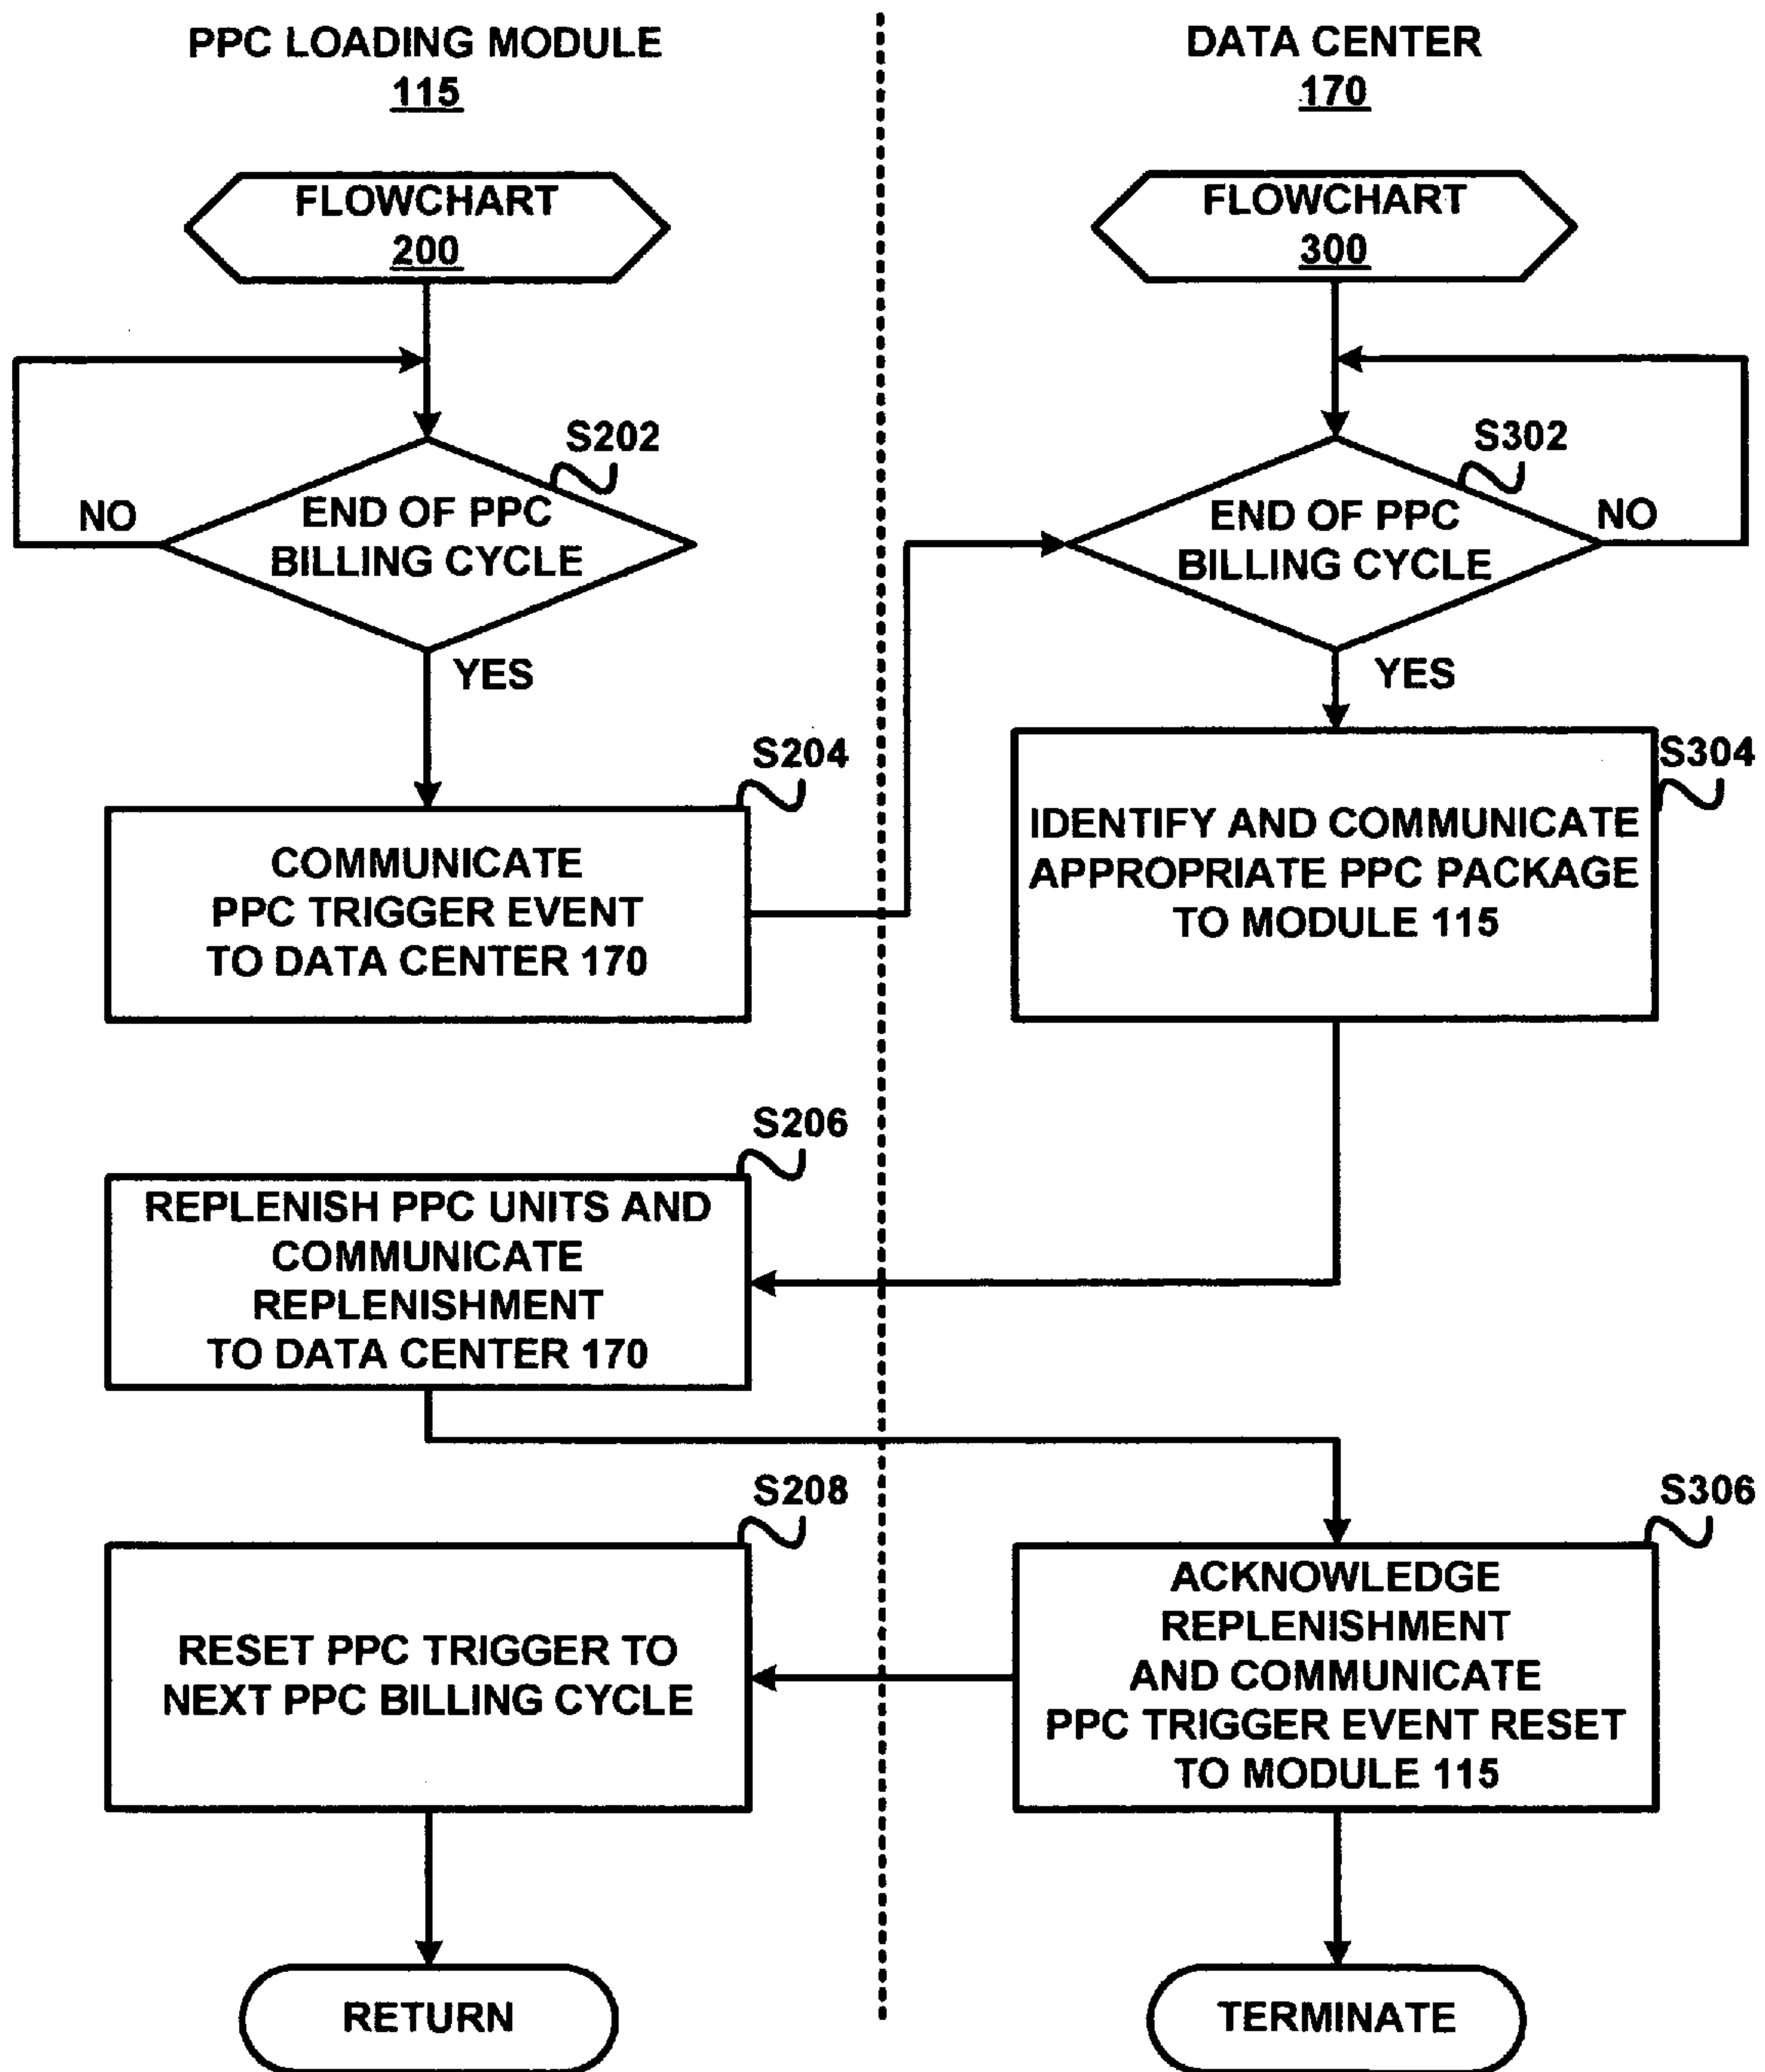 PPC LOADING MODULE
115
FLOWCHART
200
S202
NO
END OF PPC
BILLING CYCLE
YES
S204
COMMUNICATE
PPC TRIGGER EVENT
TO DATA CENTER 170
S206
REPLENISH PPC UNITS AND
COMMUNICATE
REPLENISHMENT
TO DATA CENTER 170
S208
RESET PPC TRIGGER TO
NEXT PPC BILLING CYCLE
RETURN
DATA CENTER
170
FLOWCHART
300
S302
END OF PPC
BILLING CYCLE
NO
YES
S304
IDENTIFY AND COMMUNICATE
APPROPRIATE PPC PACKAGE
TO MODULE 115
S306
ACKNOWLEDGE
REPLENISHMENT
AND COMMUNICATE
PPC TRIGGER EVENT RESET
TO MODULE 115
TERMINATE